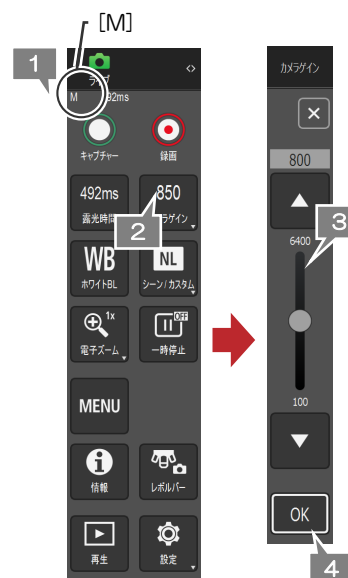 [M]
1
ライブ
M
92ms
キャプチャー
録画
492ms
850
露光時間
ラゲイン
2
WB
NL
ホワイトBL
シーン/カスタム
1x
OFF
電子ズーム
一時停止
MENU
情報
レボルバー
再生
設定
カメラゲイン
×
800
3
6400
100
OK
4